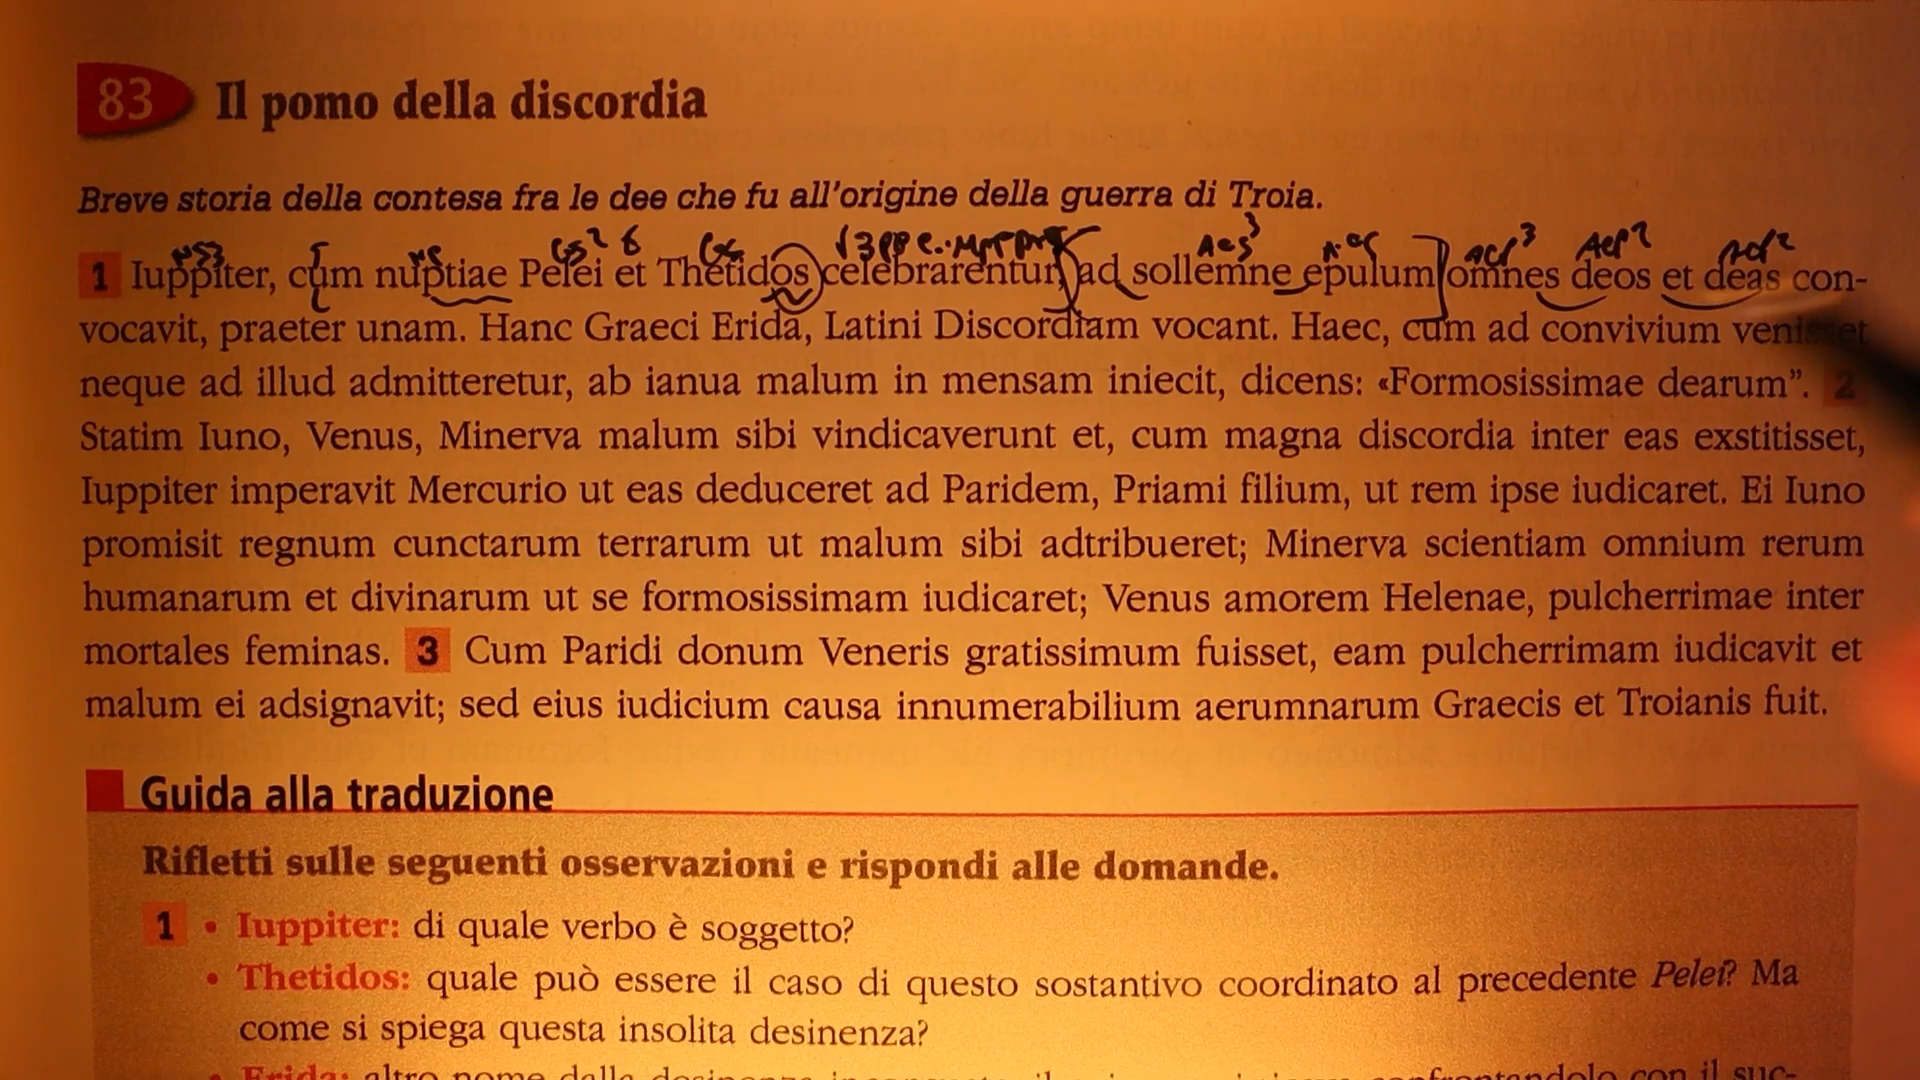 83 Il pomo della discordia
Breve storia della contesa fra le dee che fu all'origine della guerra di Troia.
1 Iuppiter, cum nuptiae Pelei et Thetidos celebrarentur, ad sollemne epulum omnes deos et deas con-
vocavit, praeter unam. Hanc Graeci Erida, Latini Discordiam vocant. Haec, cum ad convivium
neque ad illud admitteretur, ab ianua malum in mensam iniecit, dicens: «Formosissimae dearum”. 2
Statim Iuno, Venus, Minerva malum sibi vindicaverunt et, cum magna discordia inter eas exstitisset,
Iuppiter imperavit Mercurio ut eas deduceret ad Paridem, Priami filium, ut rem ipse iudicaret. Ei Iuno
promisit regnum cunctarum terrarum ut malum sibi adtribueret; Minerva scientiam omnium rerum
humanarum et divinarum ut se formosissimam iudicaret; Venus amorem Helenae, pulcherrimae inter
mortales feminas. 3 Cum Paridi donum Veneris gratissimum fuisset, eam pulcherrimam iudicavit et
malum ei adsignavit; sed eius iudicium causa innumerabilium aerumnarum Graecis et Troianis fuit.
Guida alla traduzione
Rifletti sulle seguenti osservazioni e rispondi alle domande.
1 • Iuppiter: di quale verbo è soggetto?
• Thetidos: quale può essere il caso di questo sostantivo coordinato al precedente Pelei? Ma
come si spiega questa insolita desinenza?
• Erida: altro nome dalla desinenza confrontandolo con il suc-